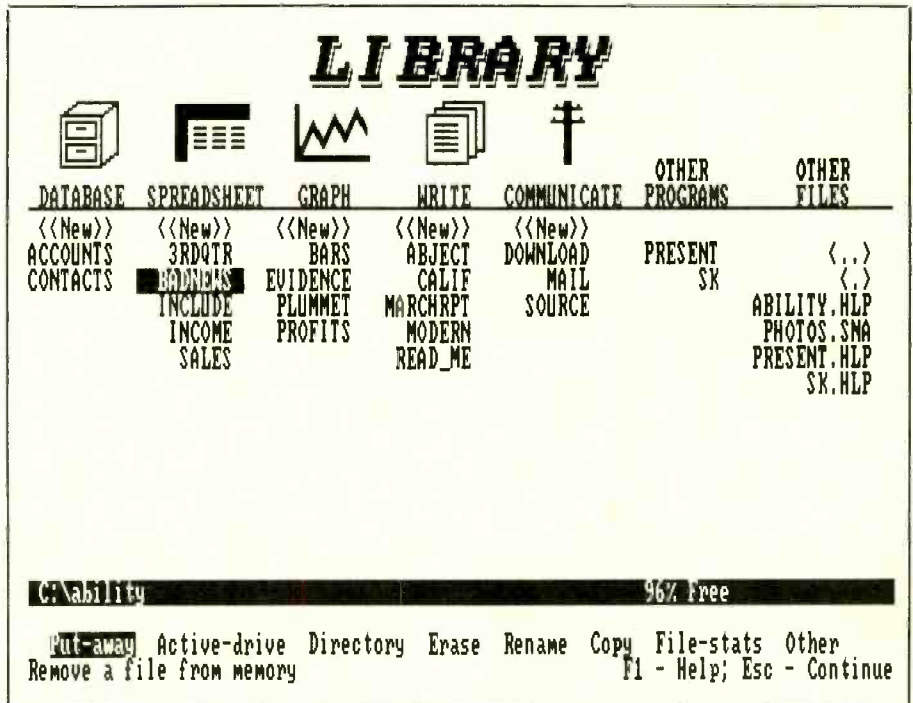 LIBRARY
OTHER OTHER
DATABASE SPREADSHEET GRAPH WRITE COMMUNICATE PROGRAMS FILES
<<New>> <<New>> <<New>> <<New>> <<New>>
ACCOUNTS 3RDQTR BARS ABJECT DOWNLOAD PRESENT <..>
CONTACTS BADNEWS EVIDENCE CALIF MAIL SK <.>
INCLUDE PLUMMET MARCHRPT SOURCE ABILITY.HLP
INCOME PROFITS MODERN PHOTOS.SNA
SALES READ_ME PRESENT.HLP
SK.HLP
C:\ability 96% Free
Put-away Active-drive Directory Erase Rename Copy File-stats Other
Remove a file from memory F1 - Help; Esc - Continue